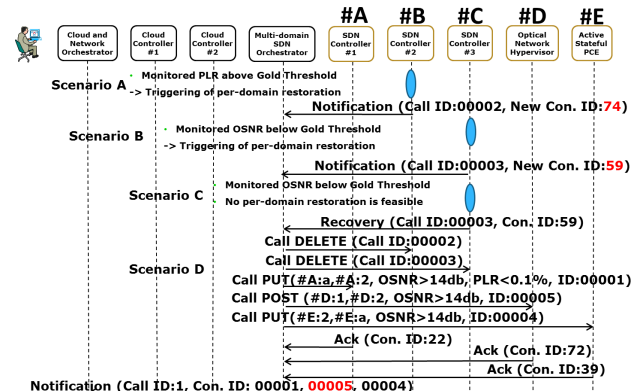 #A #B #C #D #E
Cloud and Network Orchestrator
Cloud Controller #1
Cloud Controller #2
Multi-domain SDN Orchestrator
SDN Controller #1
SDN Controller #2
SDN Controller #3
Optical Network Hypervisor
Active Stateful PCE
Scenario A
• Monitored PLR above Gold Threshold
-> Triggering of per-domain restoration
Notification (Call ID:00002, New Con. ID:74)
Scenario B
• Monitored OSNR below Gold Threshold
-> Triggering of per-domain restoration
Notification (Call ID:00003, New Con. ID:59)
Scenario C
• Monitored OSNR below Gold Threshold
• No per-domain restoration is feasible
Recovery (Call ID:00003, Con. ID:59)
Scenario D
Call DELETE (Call ID:00002)
Call DELETE (Call ID:00003)
Call PUT(#A:a,#A:2, OSNR>14db, PLR<0.1%, ID:00001)
Call POST (#D:1,#D:2, OSNR>14db, ID:00005)
Call PUT(#E:2,#E:a, OSNR>14db, ID:00004)
Ack (Con. ID:22)
Ack (Con. ID:72)
Ack (Con. ID:39)
Notification (Call ID:1, Con. ID: 00001, 00005, 00004)